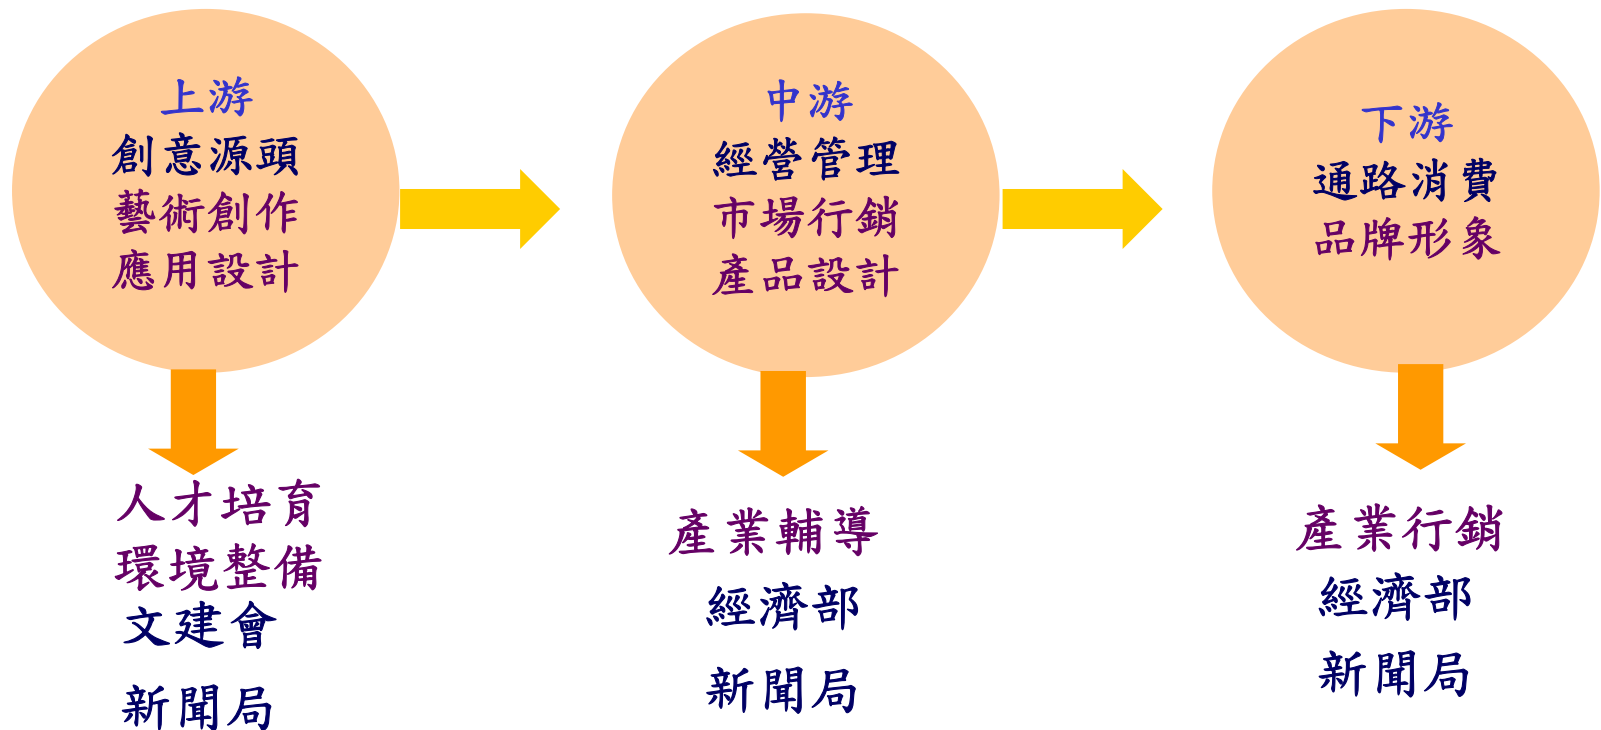 上游
創意源頭
藝術創作
應用設計
中游
經營管理
市場行銷
產品設計
下游
通路消費
品牌形象
人才培育
環境整備
文建會
新聞局
產業輔導
經濟部
新聞局
產業行銷
經濟部
新聞局